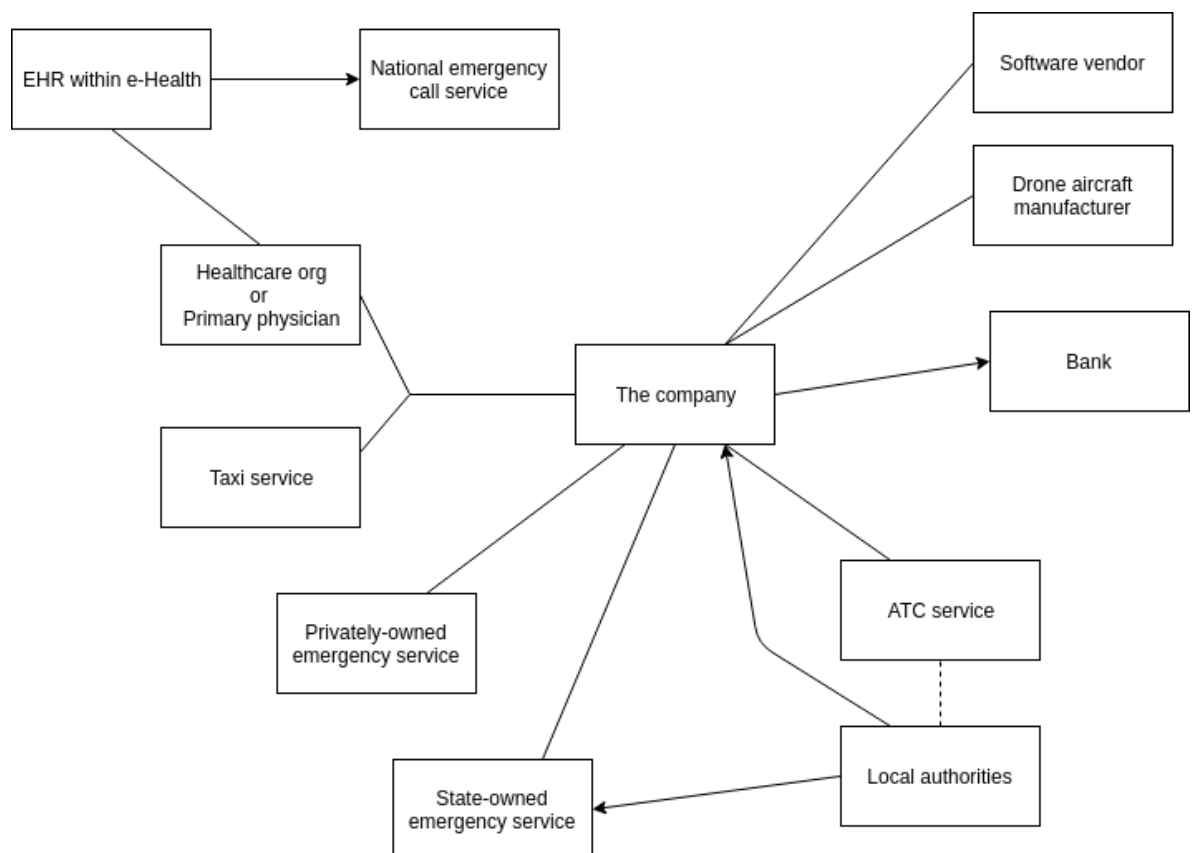 EHR within e-Health
National emergency
call service
Software vendor
Drone aircraft
manufacturer
Healthcare org
or
Primary physician
The company
Bank
Taxi service
Privately-owned
emergency service
ATC service
State-owned
emergency service
Local authorities